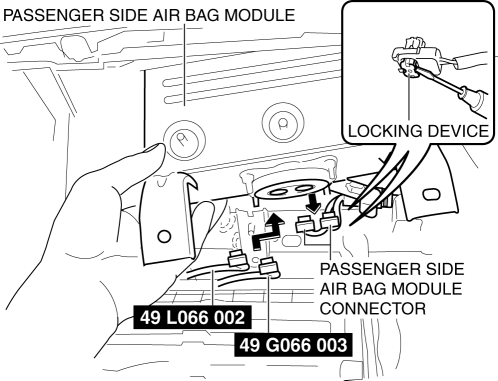 PASSENGER SIDE AIR BAG MODULE
LOCKING DEVICE
PASSENGER SIDE
AIR BAG MODULE
CONNECTOR
49 L066 002
49 G066 003